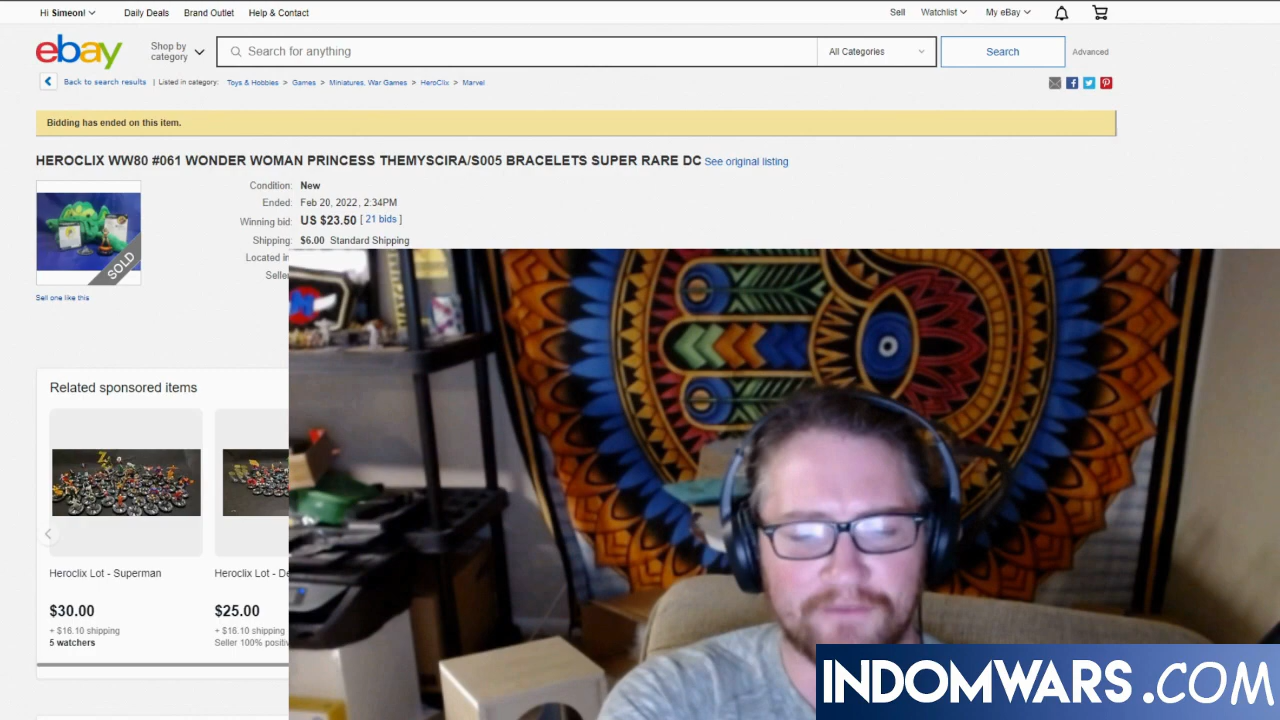 Hi Simeon!
Daily Deals
Brand Outlet
Help & Contact
Sell
Watchlist
My eBay
ebay
Shop by category
Search for anything
All Categories
Search
Advanced
Back to search results | Listed in category: Toys & Hobbies > Games > Miniatures, War Games > HeroClix > Marvel
Bidding has ended on this item.
HEROCLIX WW80 #061 WONDER WOMAN PRINCESS THEMYSCIRA/S005 BRACELETS SUPER RARE DC See original listing
SOLD
Sell one like this
Condition: New
Ended: Feb 20, 2022, 2:34PM
Winning bid: US $23.50 [ 21 bids ]
Shipping: $6.00 Standard Shipping
Located in
Selle
Related sponsored items
Heroclix Lot - Superman
$30.00
+ $16.10 shipping
5 watchers
Heroclix Lot - De
$25.00
+ $16.10 shipping
Seller 100% positiv
INDOMWARS.COM